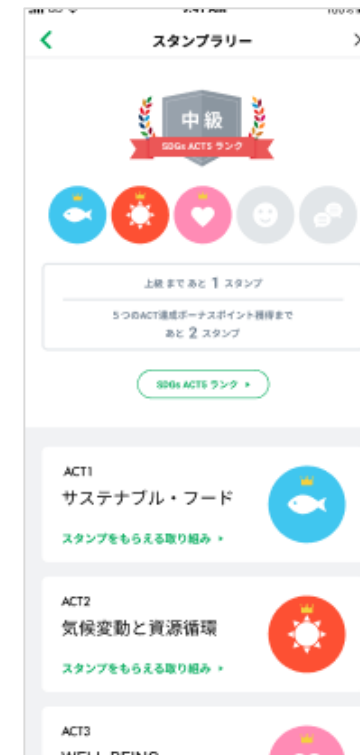 スタンプラリー
中級
SDGs ACT5 ランク
上級 まで あと 1 スタンプ
5つのACT達成ボーナスポイント獲得まで
あと 2 スタンプ
SDGs ACT5 ランク
ACT1
サステナブル・フード
スタンプをもらえる取り組み
ACT2
気候変動と資源循環
スタンプをもらえる取り組み
ACT3
WELL-BEING